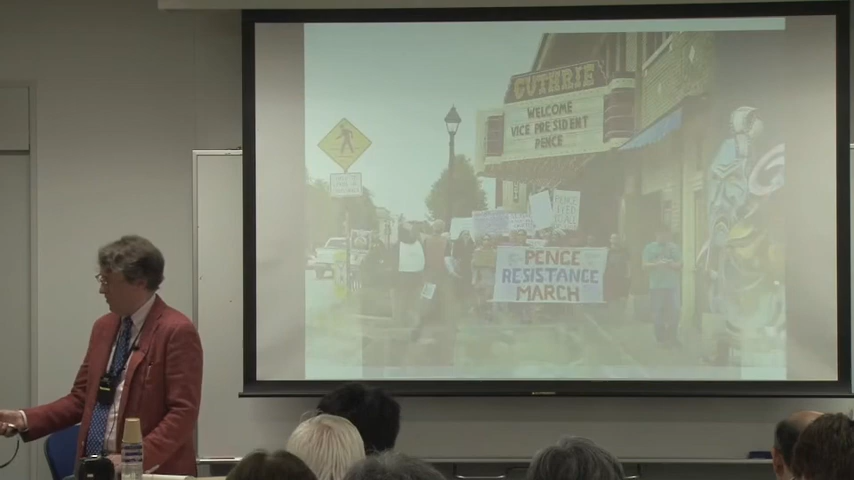 GUTHRIE
WELCOME
VICE PRESIDENT
PENCE
PENCE
RESISTANCE
MARCH